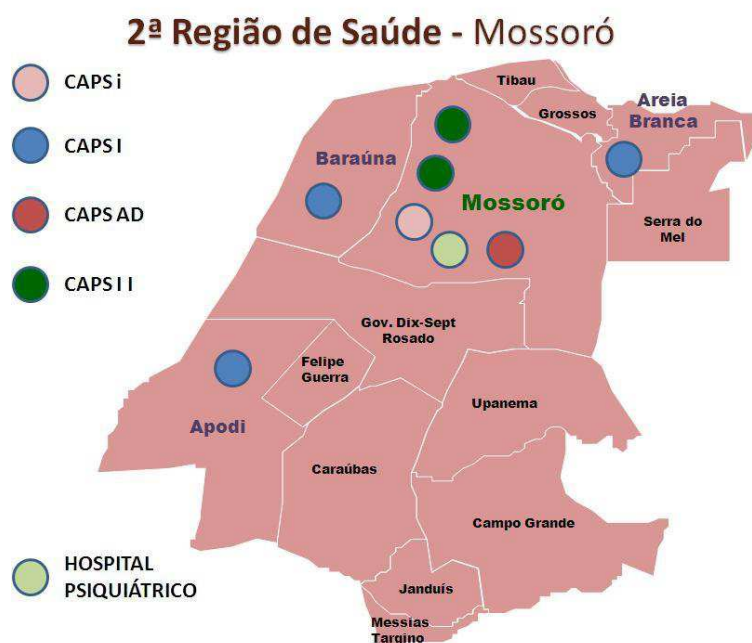 2ª Região de Saúde - Mossoró
CAPS i
CAPS I
CAPS AD
CAPS I I
HOSPITAL
PSIQUIÁTRICO
Tibau
Grossos
Areia
Branca
Baraúna
Mossoró
Serra do
Mel
Gov. Dix-Sept
Rosado
Felipe
Guerra
Apodi
Upanema
Caraúbas
Campo Grande
Janduís
Messias
Targino